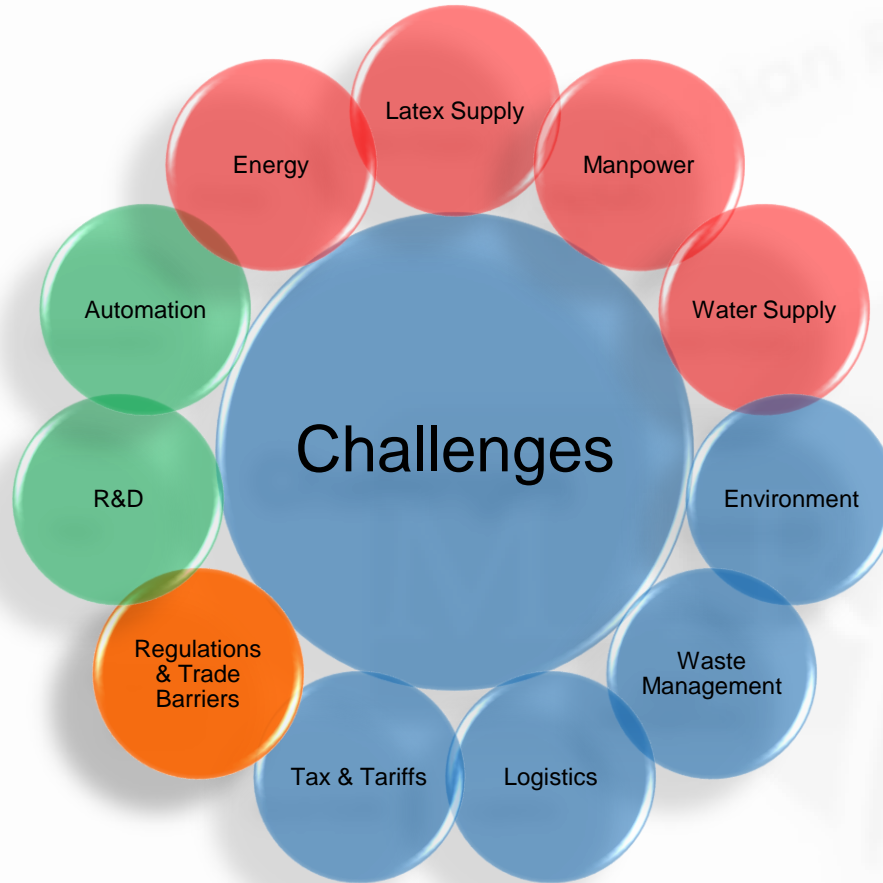 Latex Supply
Energy
Manpower
Automation
Water Supply
Challenges
R&D
Environment
Regulations
& Trade
Barriers
Waste
Management
Tax & Tariffs
Logistics